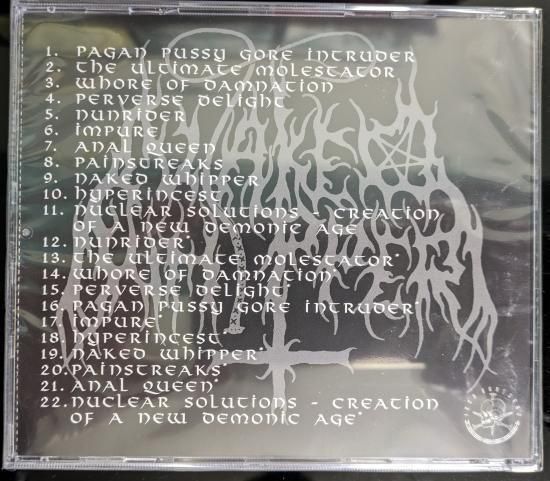 1. PAGAN PUSSY GORE INTRUDER
2. THE ULTIMATE MOLESTATOR
3. WHORE OF DAMNATION
4. PERVERSE DELIGHT
5. NUNRIDER
6. IMPURE
7. ANAL QUEEN
8. PAINSTREAKS
9. NAKED WHIPPER
10. HYPERINCEST
11. NUCLEAR SOLUTIONS - CREATION
OF A NEW DEMONIC AGE
12. NUNRIDER*
13. THE ULTIMATE MOLESTATOR*
14. WHORE OF DAMNATION*
15. PERVERSE DELIGHT*
16. PAGAN PUSSY GORE INTRUDER*
17. IMPURE*
18. HYPERINCEST*
19. NAKED WHIPPER*
20. PAINSTREAKS*
21. ANAL QUEEN*
22. NUCLEAR SOLUTIONS - CREATION
OF A NEW DEMONIC AGE*
NAKED
WHIPPER